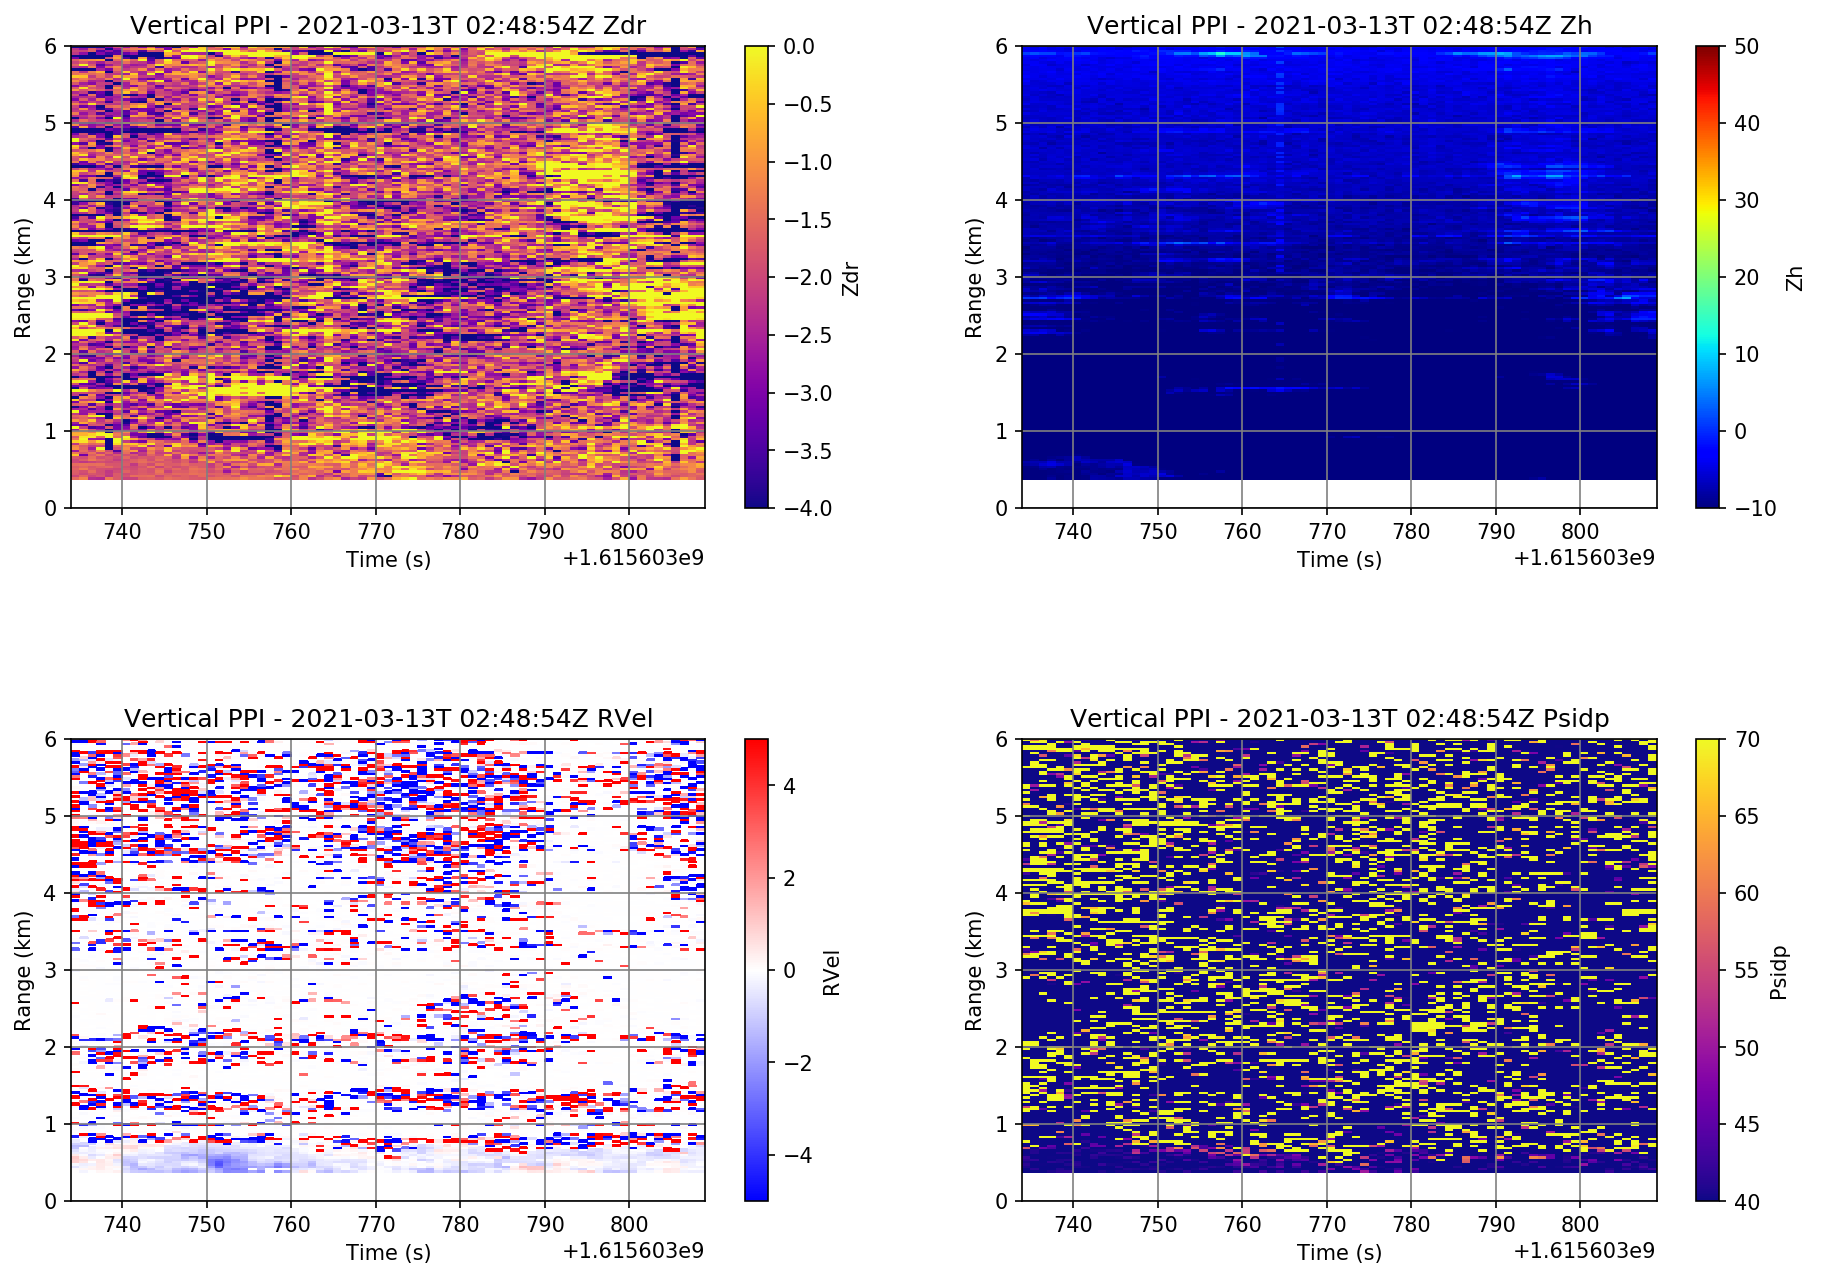 Vertical PPI - 2021-03-13T 02:48:54Z Zdr
6
5
4
3
2
1
0
Range (km)
740 750 760 770 780 790 800
Time (s)
+1.615603e9
0.0
−0.5
−1.0
−1.5
−2.0
−2.5
−3.0
−3.5
−4.0
Zdr
Vertical PPI - 2021-03-13T 02:48:54Z Zh
6
5
4
3
2
1
0
Range (km)
740 750 760 770 780 790 800
Time (s)
+1.615603e9
50
40
30
20
10
0
−10
Zh
Vertical PPI - 2021-03-13T 02:48:54Z RVel
6
5
4
3
2
1
0
Range (km)
740 750 760 770 780 790 800
Time (s)
+1.615603e9
4
2
0
−2
−4
RVel
Vertical PPI - 2021-03-13T 02:48:54Z Psidp
6
5
4
3
2
1
0
Range (km)
740 750 760 770 780 790 800
Time (s)
+1.615603e9
70
65
60
55
50
45
40
Psidp